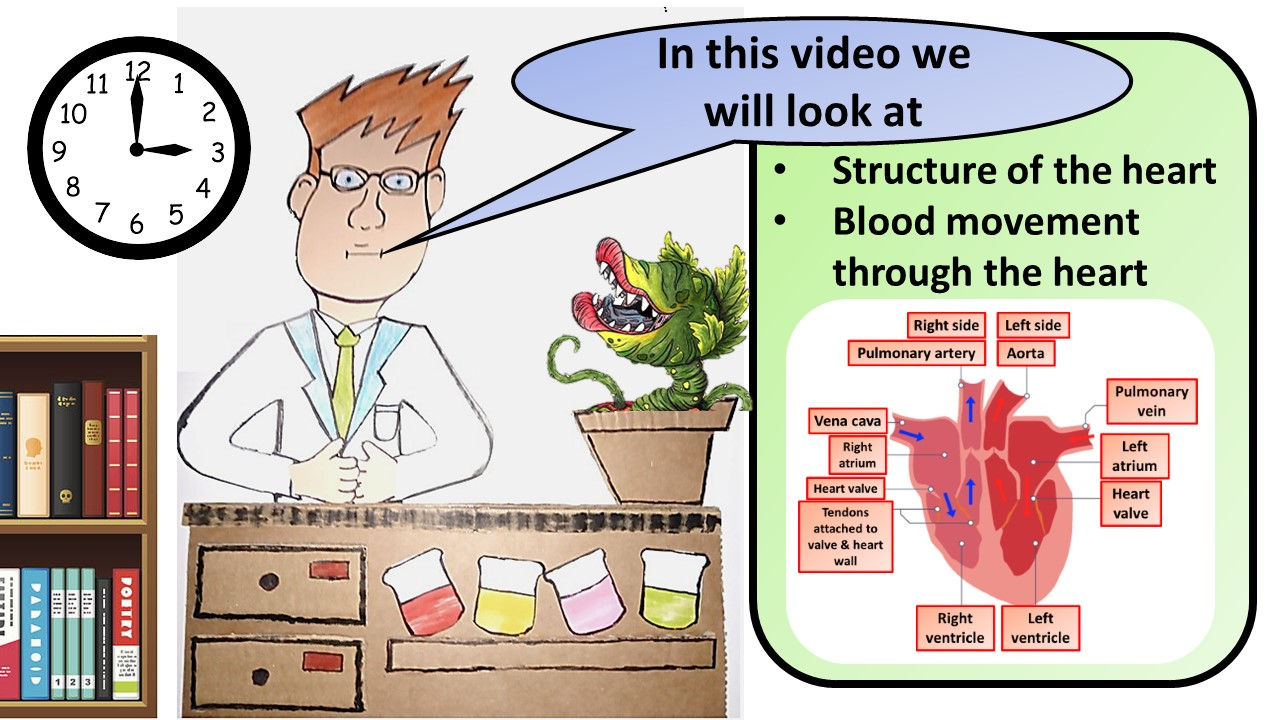 In this video we
will look at
• Structure of the heart
• Blood movement
through the heart
Right side
Left side
Pulmonary artery
Aorta
Pulmonary
vein
Vena cava
Right
atrium
Left
atrium
Heart valve
Heart
valve
Tendons
attached to
valve & heart
wall
Right
ventricle
Left
ventricle
12
1
2
3
4
5
6
7
8
9
10
11
PARANOID
1 2 3
POETRY